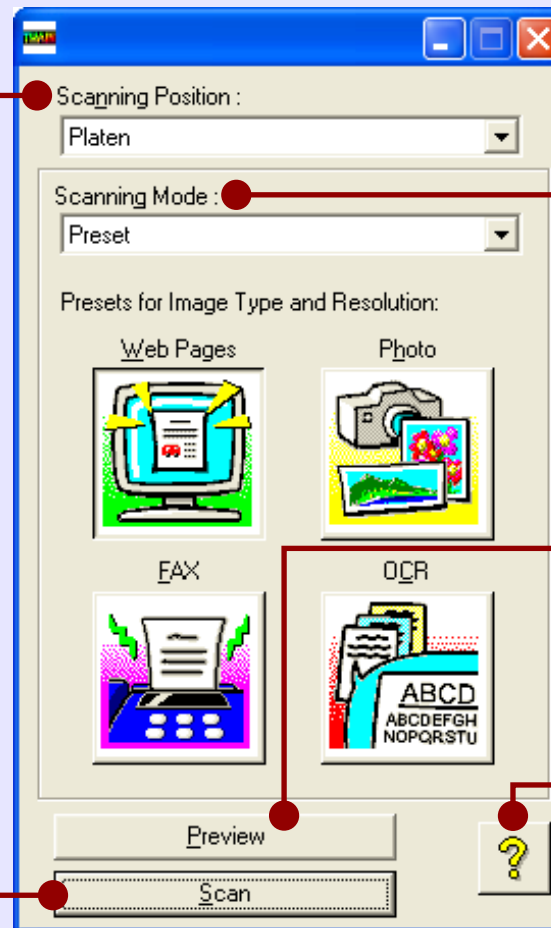 TWAIN
Scanning Position :
Platen
Scanning Mode :
Preset
Presets for Image Type and Resolution:
Web Pages
Photo
FAX
OCR
ABCD
ABCDEFGH
NOPQRSTU
Preview
?
Scan